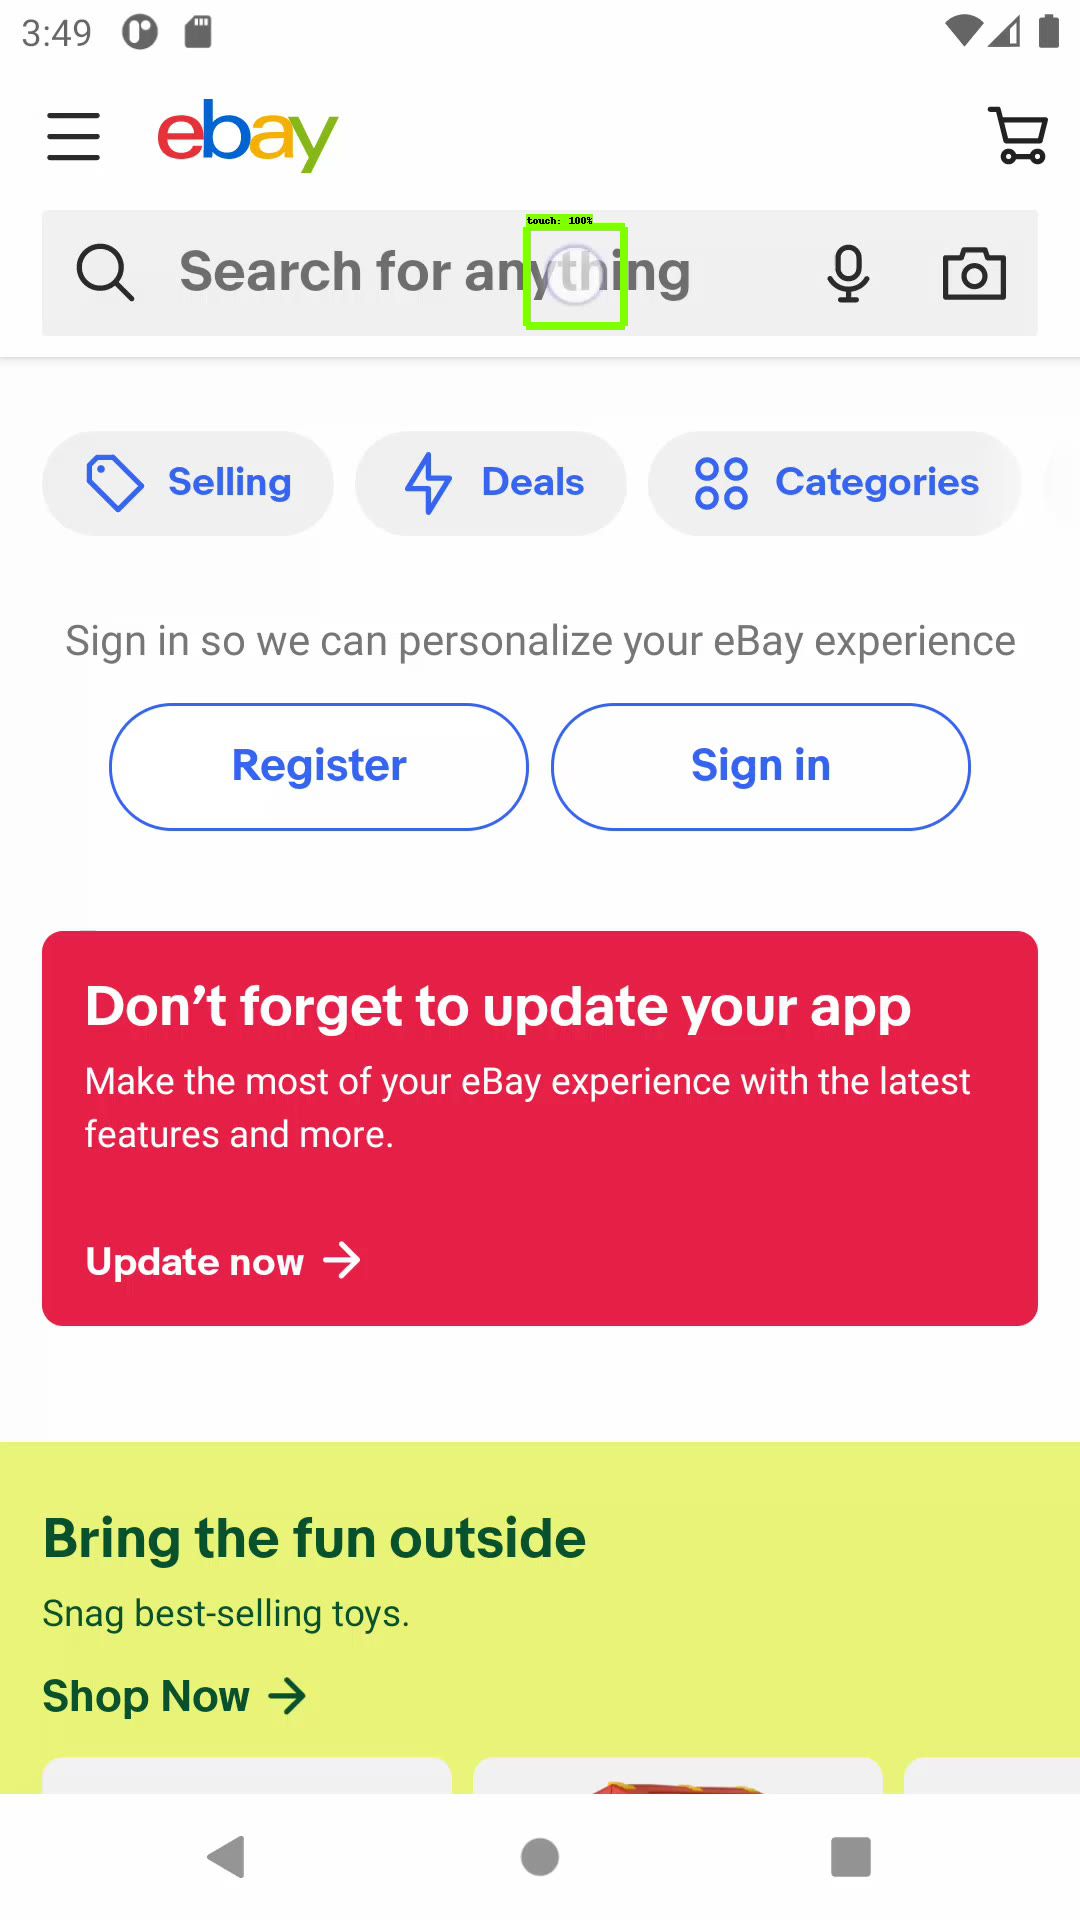 3:49
ebay
touch: 100%
Search for anything
Selling
Deals
Categories
Sign in so we can personalize your eBay experience
Register
Sign in
Don't forget to update your app
Make the most of your eBay experience with the latest
features and more.
Update now
Bring the fun outside
Snag best-selling toys.
Shop Now